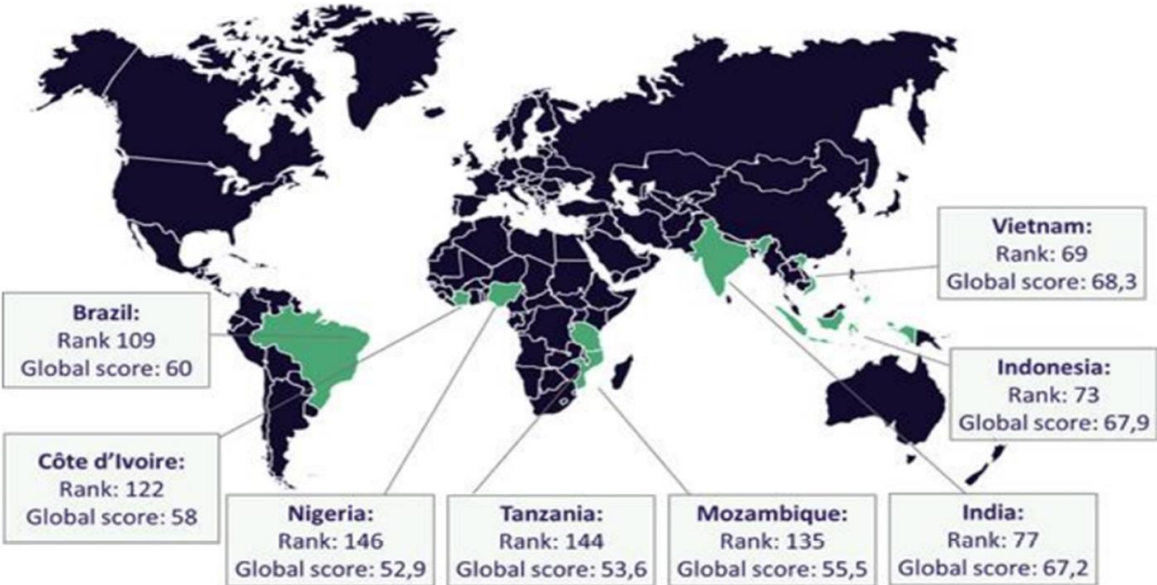 Vietnam:
Rank: 69
Global score: 68,3
Brazil:
Rank 109
Global score: 60
Indonesia:
Rank: 73
Global score: 67,9
Côte d’Ivoire:
Rank: 122
Global score: 58
Nigeria:
Rank: 146
Global score: 52,9
Tanzania:
Rank: 144
Global score: 53,6
Mozambique:
Rank: 135
Global score: 55,5
India:
Rank: 77
Global score: 67,2